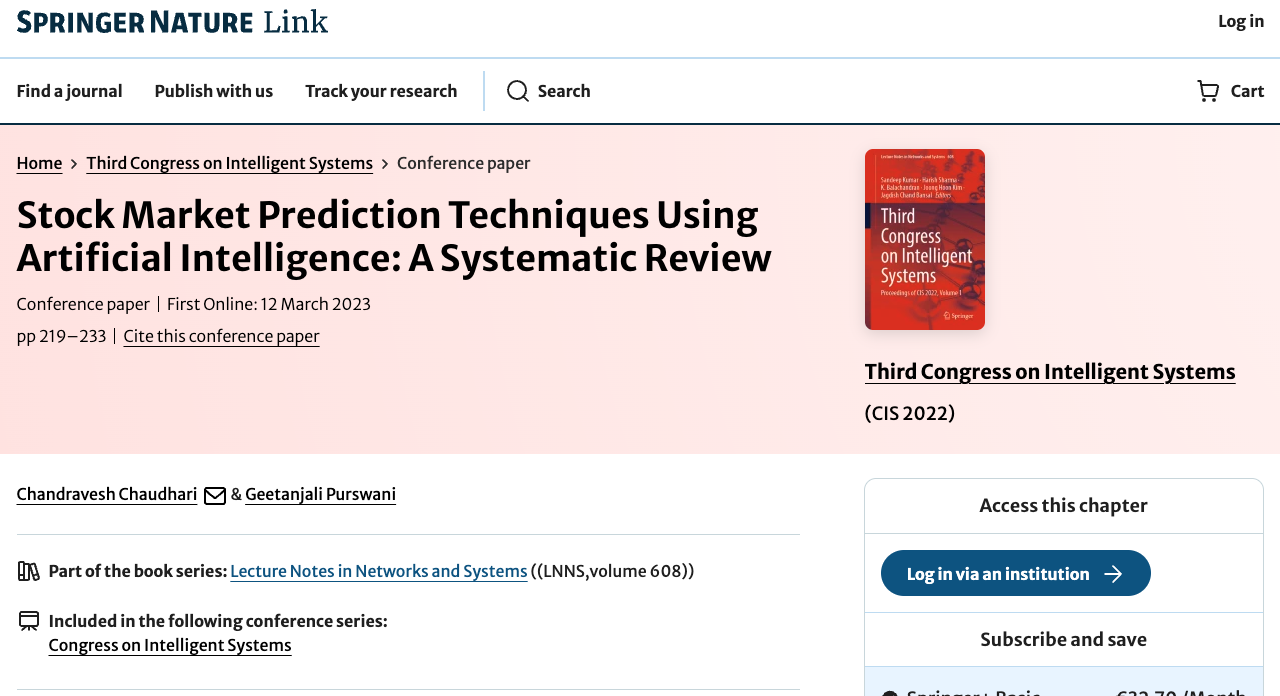 SPRINGER NATURE Link
Log in
Find a journal
Publish with us
Track your research
Search
Cart
Home > Third Congress on Intelligent Systems > Conference paper
Stock Market Prediction Techniques Using
Artificial Intelligence: A Systematic Review
Conference paper | First Online: 12 March 2023
pp 219–233 | Cite this conference paper
Lecture Notes in Networks and Systems 608
Sandeep Kumar · Harish Sharma
K. Balachandran · Joong Hoon Kim
Jagdish Chand Bansal Editors
Third
Congress
on Intelligent
Systems
Proceedings of CIS 2022, Volume 1
Springer
Third Congress on Intelligent Systems
(CIS 2022)
Chandravesh Chaudhari & Geetanjali Purswani
Part of the book series: Lecture Notes in Networks and Systems ((LNNS,volume 608))
Included in the following conference series:
Congress on Intelligent Systems
Access this chapter
Log in via an institution
Subscribe and save
Springer+ Basic
€32.70 /Month